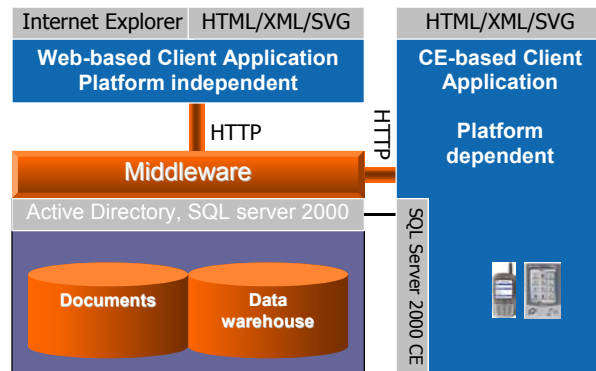 Internet Explorer
HTML/XML/SVG
Web-based Client Application
Platform independent
HTTP
Middleware
Active Directory, SQL server 2000
Documents
Data
warehouse
HTTP
HTML/XML/SVG
CE-based Client
Application
Platform
dependent
SQL Server 2000 CE